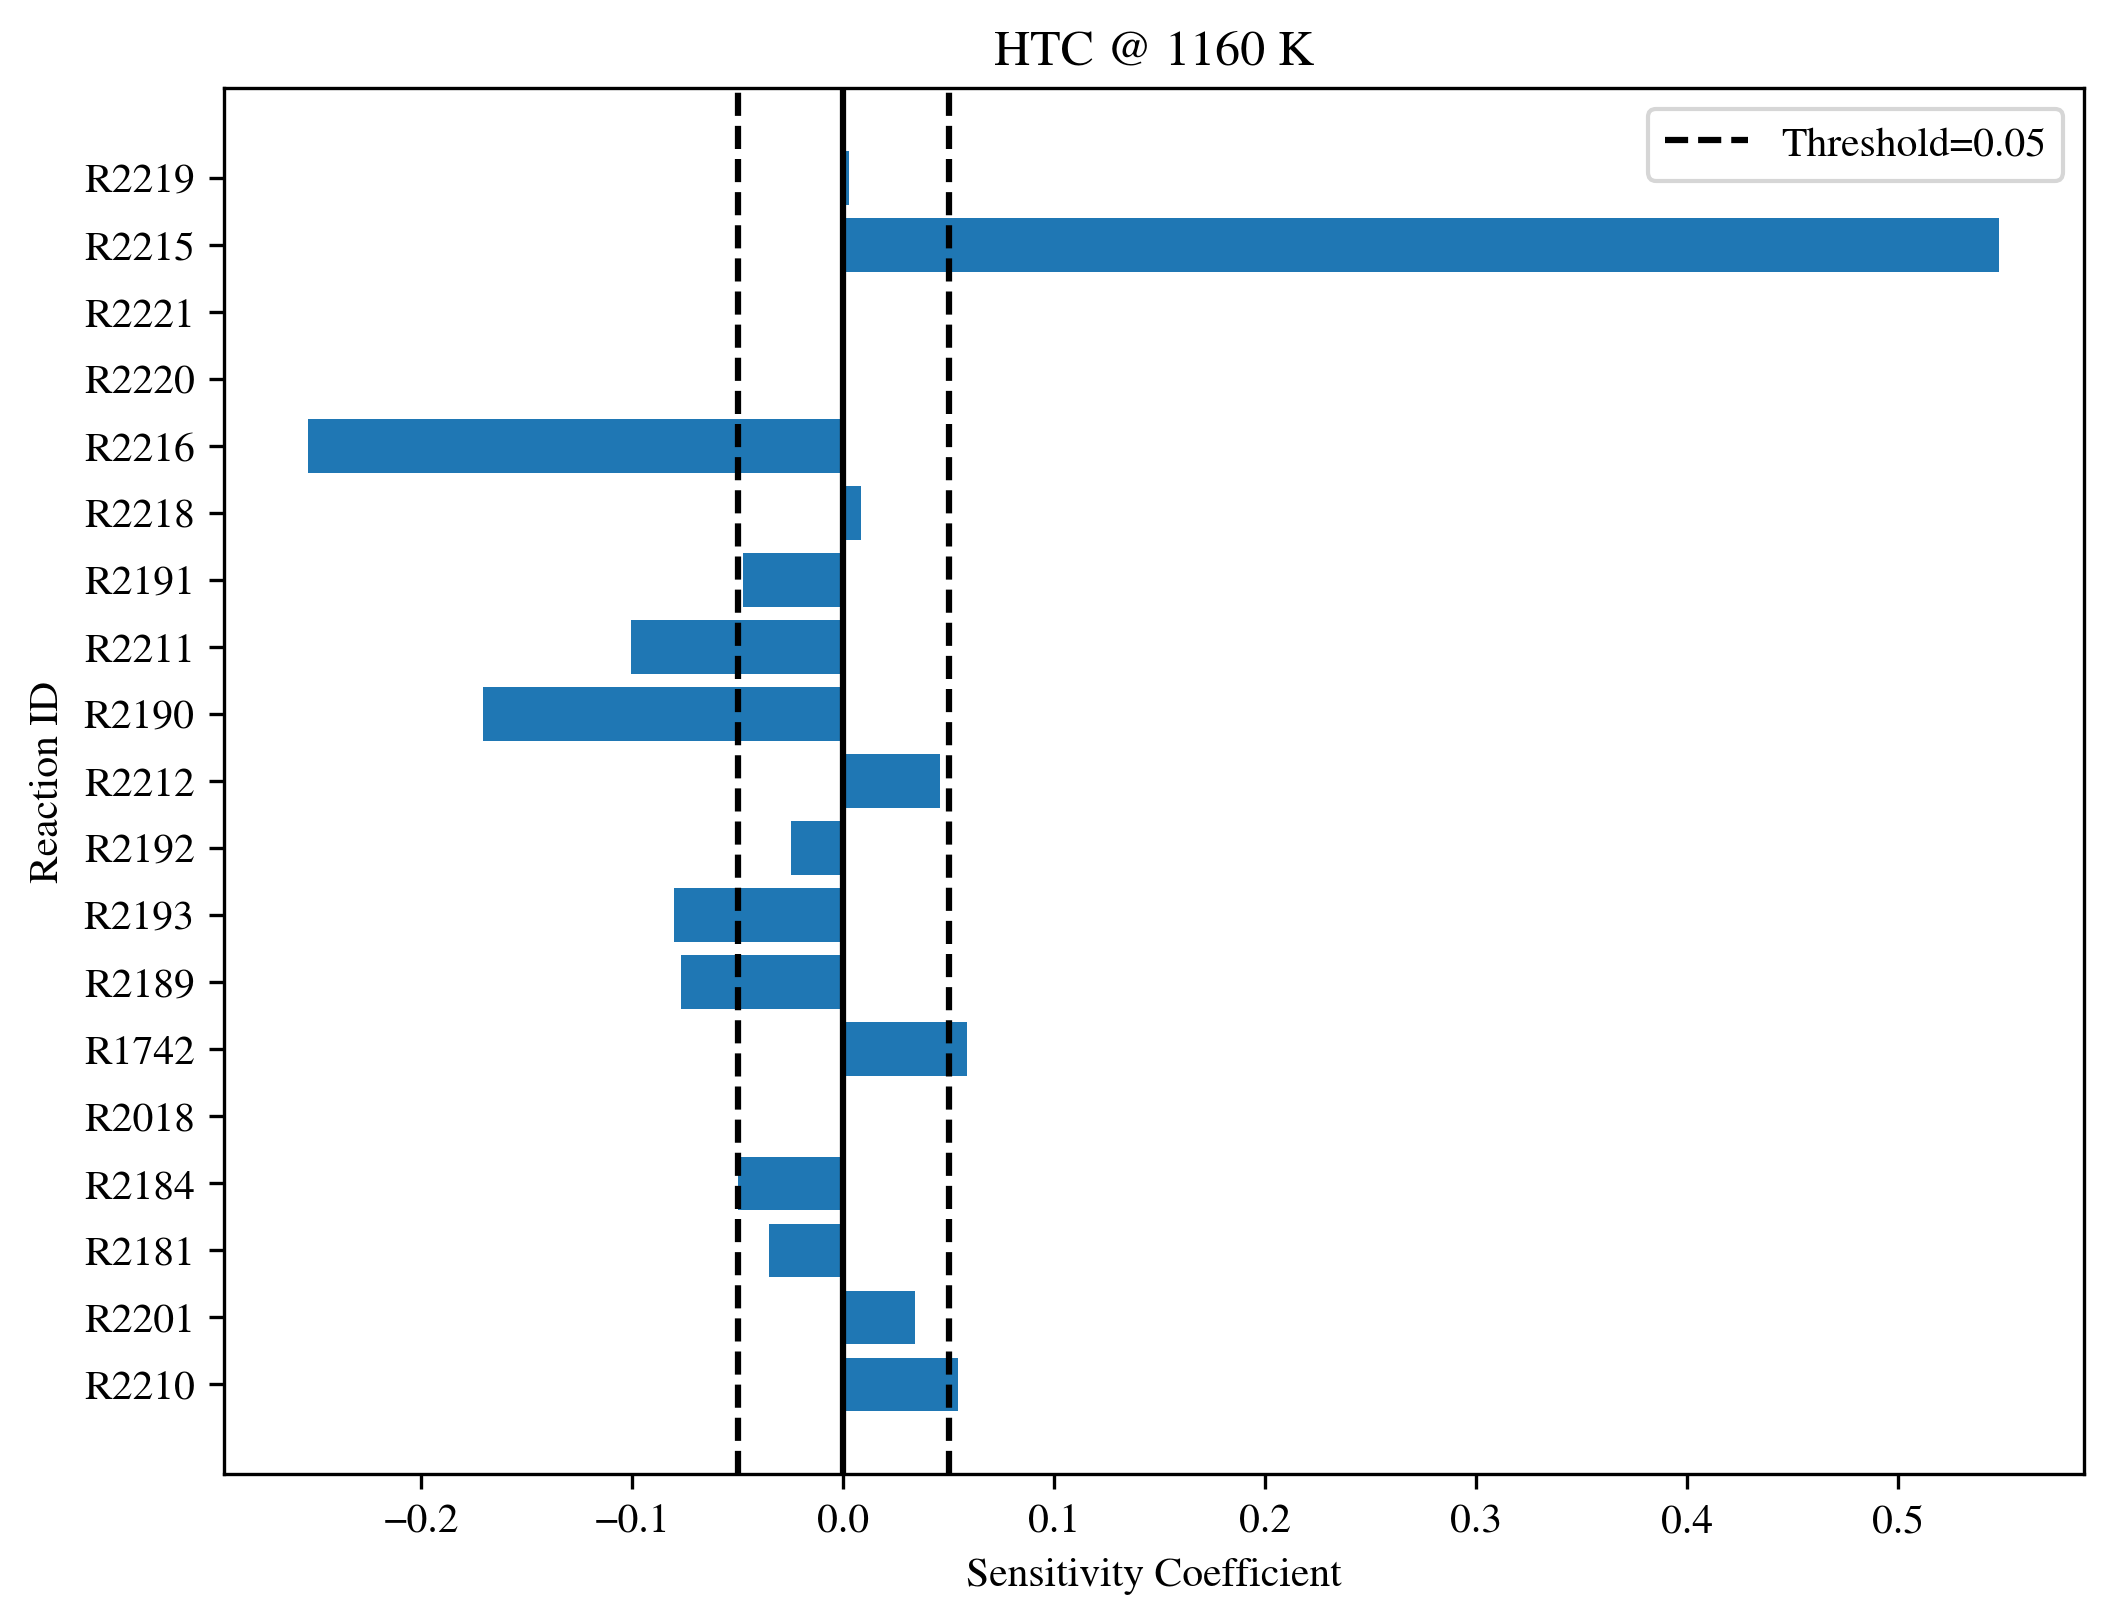 HTC @ 1160 K
Threshold=0.05
R2219
R2215
R2221
R2220
R2216
R2218
R2191
R2211
R2190
R2212
R2192
R2193
R2189
R1742
R2018
R2184
R2181
R2201
R2210
Reaction ID
−0.2 −0.1 0.0 0.1 0.2 0.3 0.4 0.5
Sensitivity Coefficient